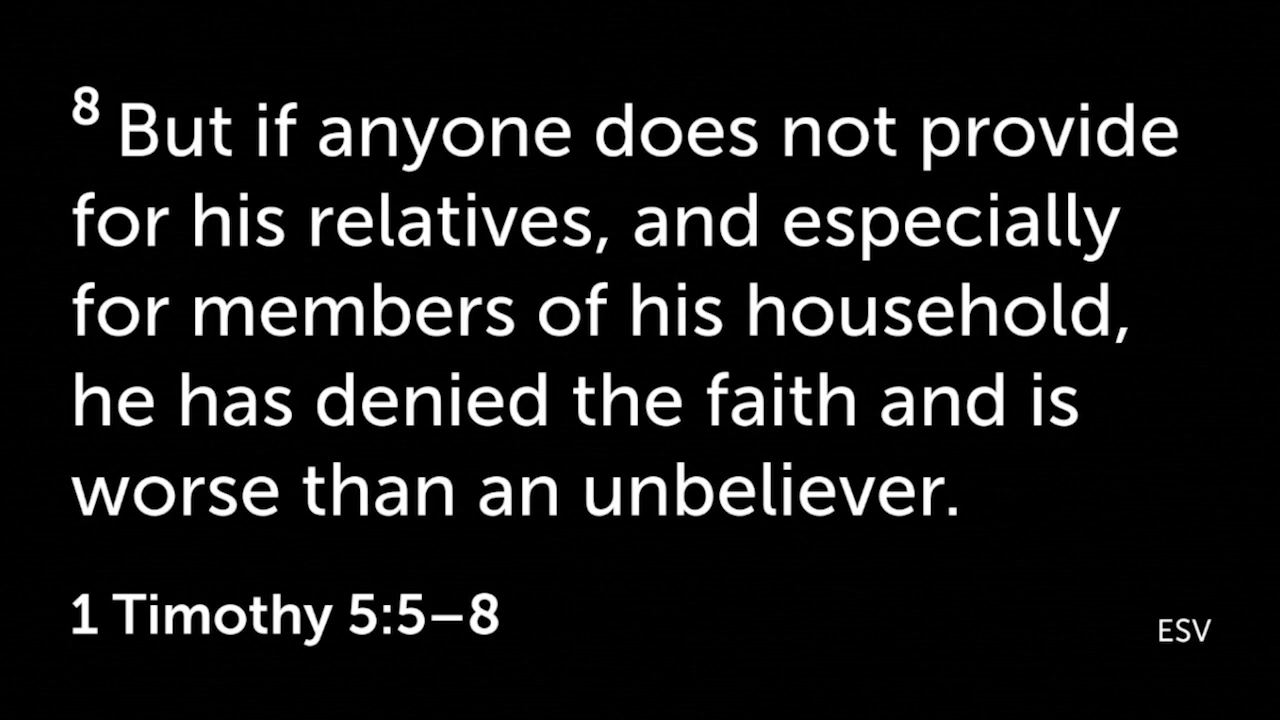 8 But if anyone does not provide
for his relatives, and especially
for members of his household,
he has denied the faith and is
worse than an unbeliever.
1 Timothy 5:5–8
ESV